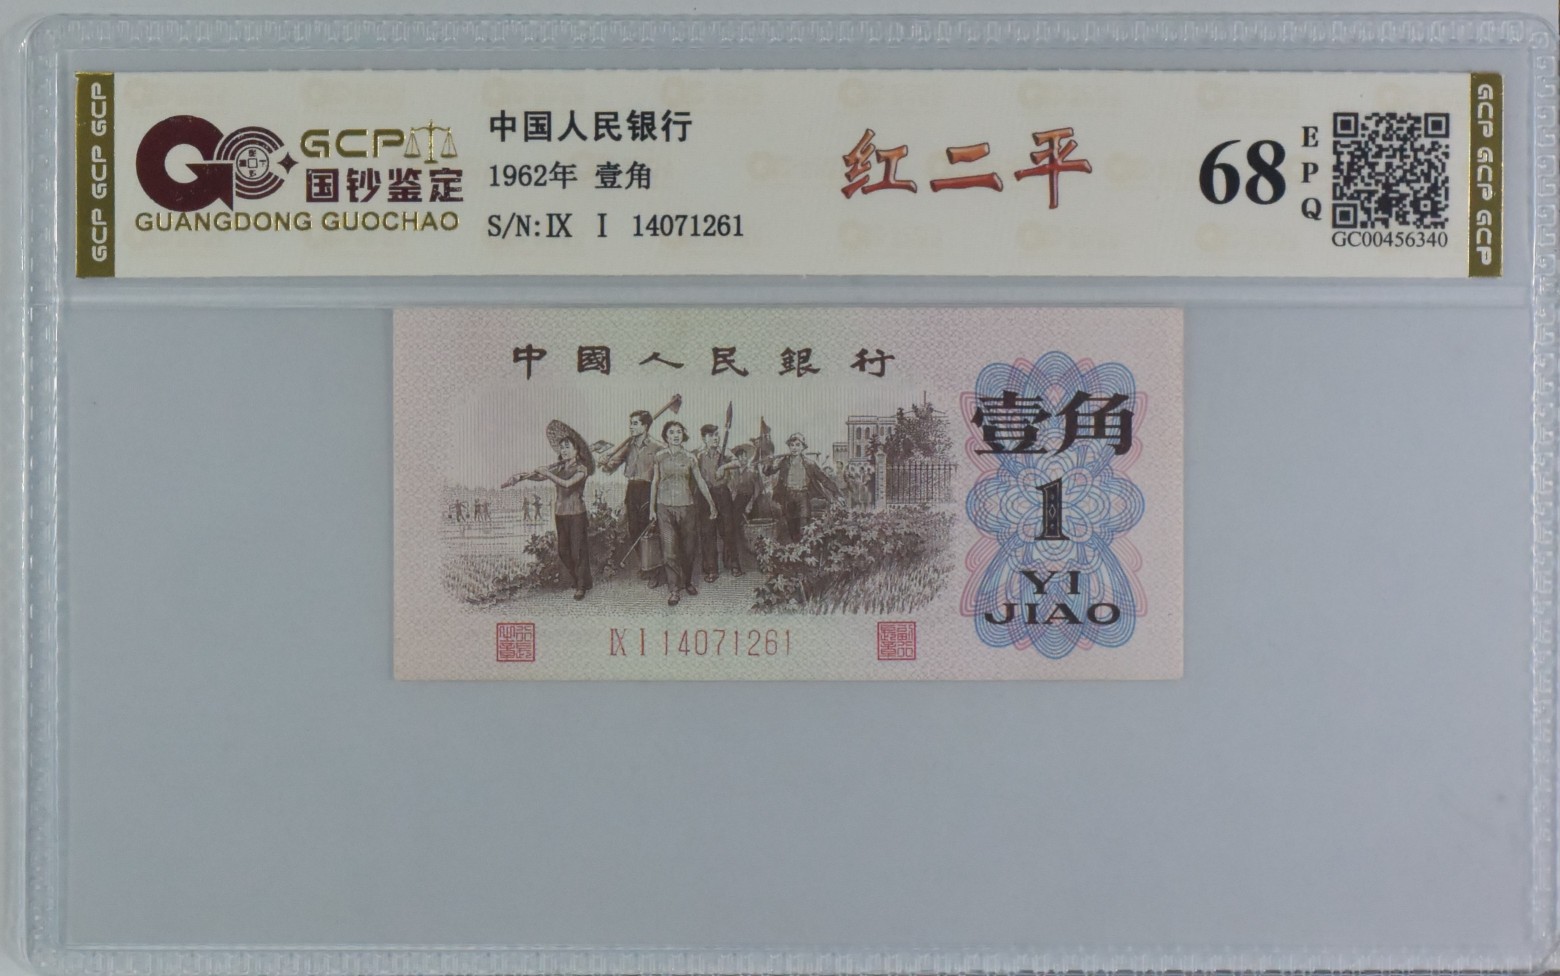 GCP GCP GCP
GCP
国钞鉴定
GUANGDONG GUOCHAO
中国人民银行
1962年 壹角
S/N:Ⅸ Ⅰ 14071261
红二平
68
EPQ
GC00456340
GCP GCP GCP
中國人民銀行
壹角
1
YI
JIAO
Ⅸ Ⅰ 14071261